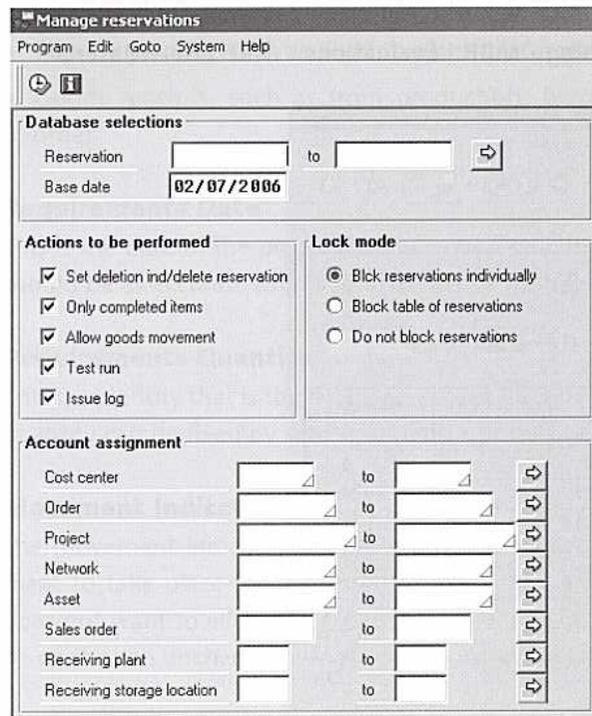 Manage reservations
Program Edit Goto System Help
Database selections
Reservation to
Base date 02/07/2006
Actions to be performed
Set deletion ind/delete reservation
Only completed items
Allow goods movement
Test run
Issue log
Lock mode
Blck reservations individually
Block table of reservations
Do not block reservations
Account assignment
Cost center to
Order to
Project to
Network to
Asset to
Sales order to
Receiving plant to
Receiving storage location to